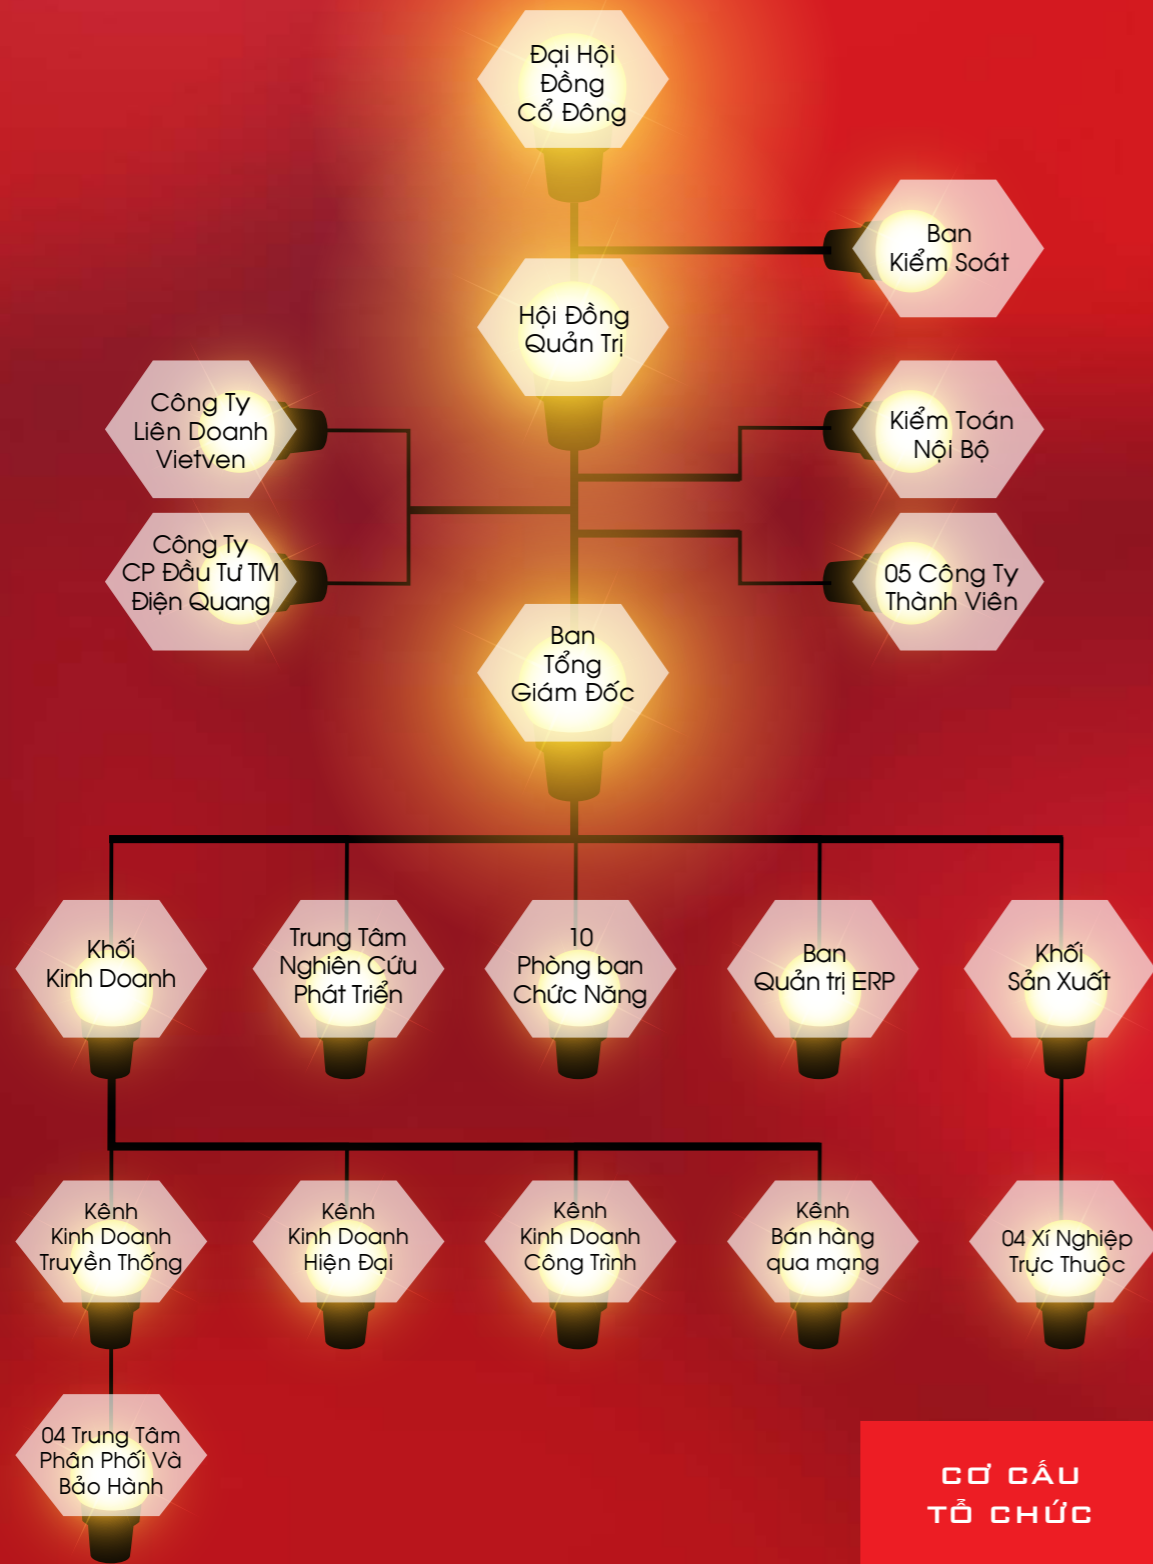 Đại Hội
Đồng
Cổ Đông
Ban
Kiểm Soát
Hội Đồng
Quản Trị
Công Ty
Liên Doanh
Vietven
Kiểm Toán
Nội Bộ
Công Ty
CP Đầu Tư TM
Điện Quang
05 Công Ty
Thành Viên
Ban
Tổng
Giám Đốc
Khối
Kinh Doanh
Trung Tâm
Nghiên Cứu
Phát Triển
10
Phòng ban
Chức Năng
Ban
Quản trị ERP
Khối
Sản Xuất
Kênh
Kinh Doanh
Truyền Thống
Kênh
Kinh Doanh
Hiện Đại
Kênh
Kinh Doanh
Công Trình
Kênh
Bán hàng
qua mạng
04 Xí Nghiệp
Trực Thuộc
04 Trung Tâm
Phân Phối Và
Bảo Hành
CƠ CẤU
TỔ CHỨC